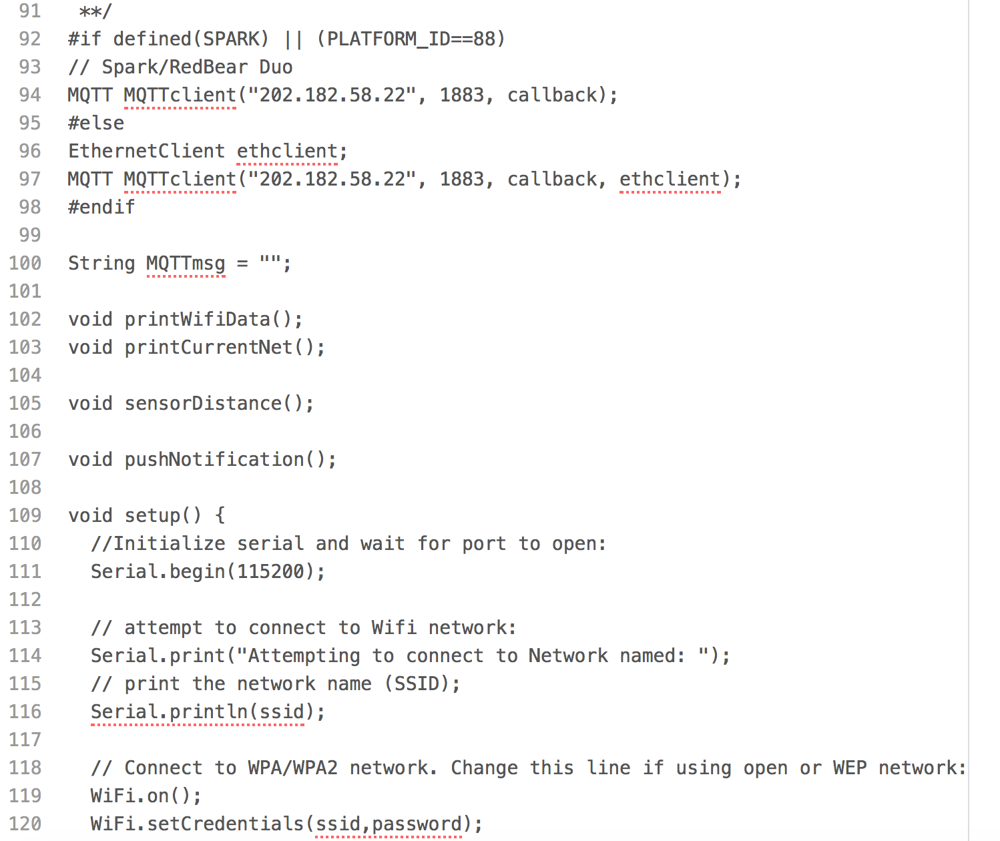 91 **/
92 #if defined(SPARK) || (PLATFORM_ID==88)
93 // Spark/RedBear Duo
94 MQTT MQTTclient("202.182.58.22", 1883, callback);
95 #else
96 EthernetClient ethclient;
97 MQTT MQTTclient("202.182.58.22", 1883, callback, ethclient);
98 #endif
99
100 String MQTTmsg = "";
101
102 void printWifiData();
103 void printCurrentNet();
104
105 void sensorDistance();
106
107 void pushNotification();
108
109 void setup() {
110 //Initialize serial and wait for port to open:
111 Serial.begin(115200);
112
113 // attempt to connect to Wifi network:
114 Serial.print("Attempting to connect to Network named: ");
115 // print the network name (SSID);
116 Serial.println(ssid);
117
118 // Connect to WPA/WPA2 network. Change this line if using open or WEP network:
119 WiFi.on();
120 WiFi.setCredentials(ssid,password);